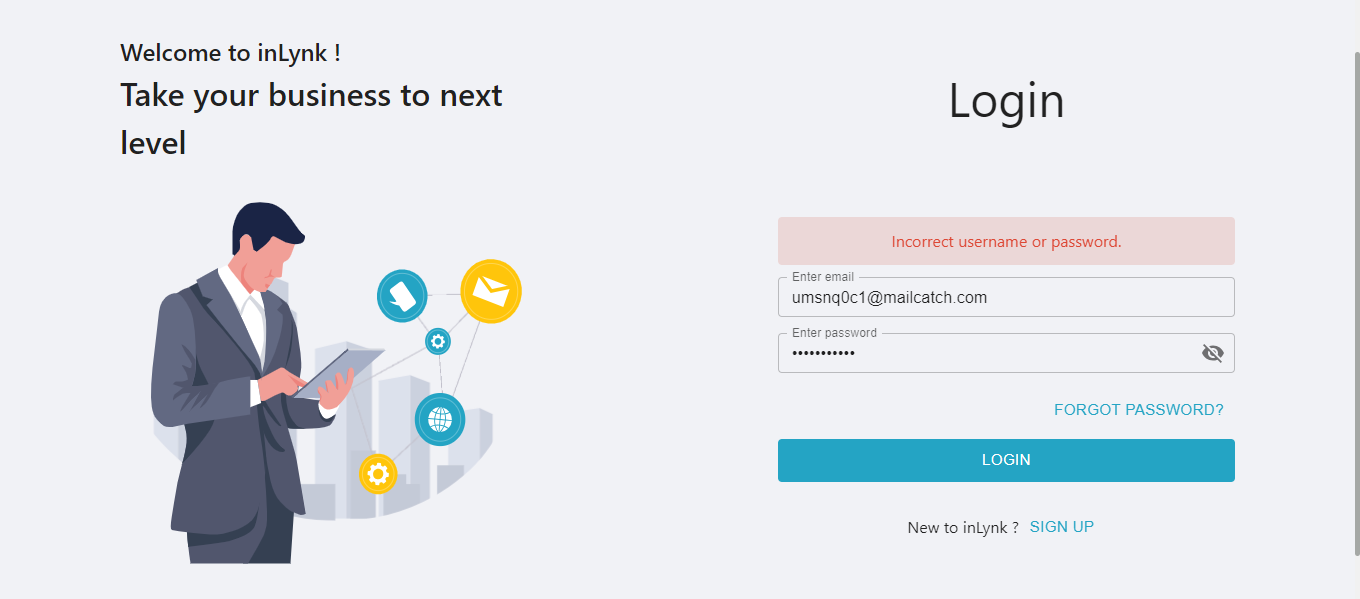 Welcome to inLynk !
Take your business to next
level
Login
Incorrect username or password.
Enter email
umsnq0c1@mailcatch.com
Enter password
•••••••••••
FORGOT PASSWORD?
LOGIN
New to inLynk ? SIGN UP